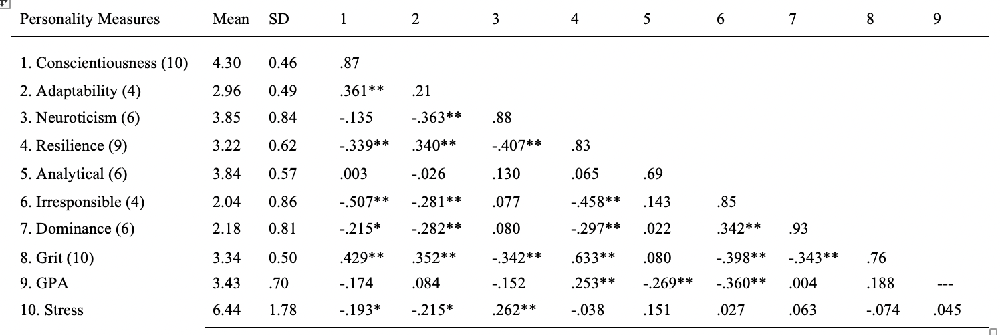 Personality Measures Mean SD 1 2 3 4 5 6 7 8 9
1. Conscientiousness (10) 4.30 0.46 .87
2. Adaptability (4) 2.96 0.49 .361** .21
3. Neuroticism (6) 3.85 0.84 -.135 -.363** .88
4. Resilience (9) 3.22 0.62 -.339** .340** -.407** .83
5. Analytical (6) 3.84 0.57 .003 -.026 .130 .065 .69
6. Irresponsible (4) 2.04 0.86 -.507** -.281** .077 -.458** .143 .85
7. Dominance (6) 2.18 0.81 -.215* -.282** .080 -.297** .022 .342** .93
8. Grit (10) 3.34 0.50 .429** .352** -.342** .633** .080 -.398** -.343** .76
9. GPA 3.43 .70 -.174 .084 -.152 .253** -.269** -.360** .004 .188 ---
10. Stress 6.44 1.78 -.193* -.215* .262** -.038 .151 .027 .063 -.074 .045